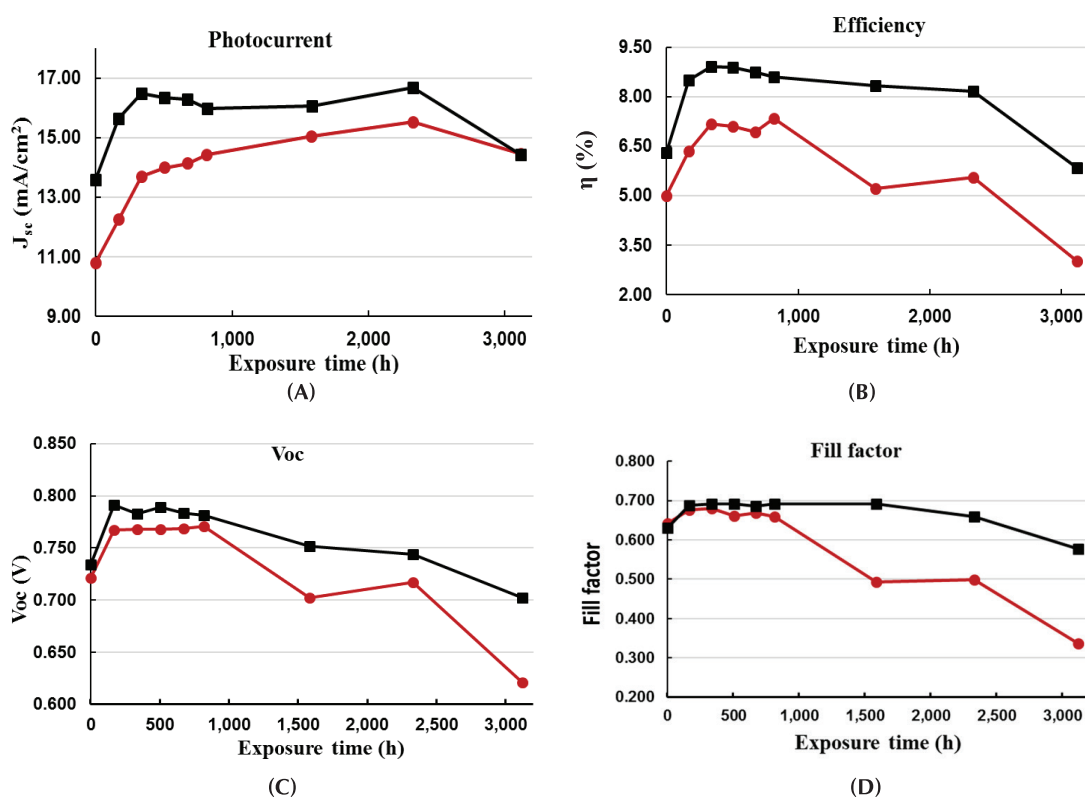 Photocurrent
17.00
15.00
13.00
11.00
9.00
J_sc (mA/cm²)
0 1,000 2,000 3,000
Exposure time (h)
(A)
Efficiency
9.50
8.00
6.50
5.00
3.50
2.00
η (%)
0 1,000 2,000 3,000
Exposure time (h)
(B)
Voc
0.850
0.800
0.750
0.700
0.650
0.600
Voc (V)
0 500 1,000 1,500 2,000 2,500 3,000
Exposure time (h)
(C)
Fill factor
0.800
0.700
0.600
0.500
0.400
0.300
0.200
Fill factor
0 500 1,000 1,500 2,000 2,500 3,000
Exposure time (h)
(D)